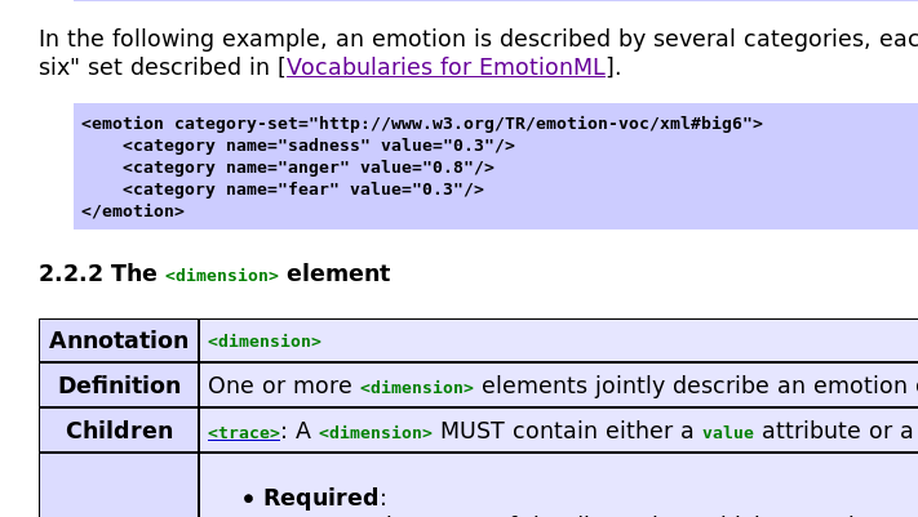 In the following example, an emotion is described by several categories, eac
six" set described in [Vocabularies for EmotionML].
<emotion category-set="http://www.w3.org/TR/emotion-voc/xml#big6">
    <category name="sadness" value="0.3"/>
    <category name="anger" value="0.8"/>
    <category name="fear" value="0.3"/>
</emotion>
2.2.2 The <dimension> element
Annotation <dimension>
Definition One or more <dimension> elements jointly describe an emotion
Children <trace>: A <dimension> MUST contain either a value attribute or a
• Required: